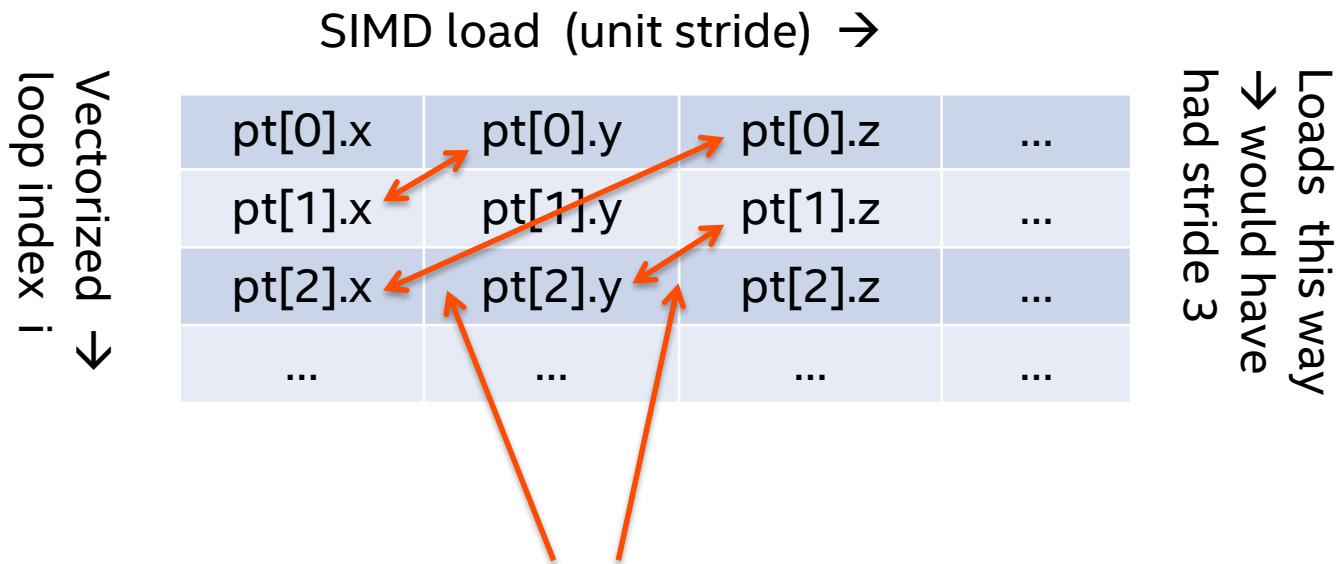 SIMD load (unit stride) →
Vectorized →
loop index i
pt[0].x pt[0].y pt[0].z ...
pt[1].x pt[1].y pt[1].z ...
pt[2].x pt[2].y pt[2].z ...
... ... ... ...
Loads this way
→ would have
had stride 3